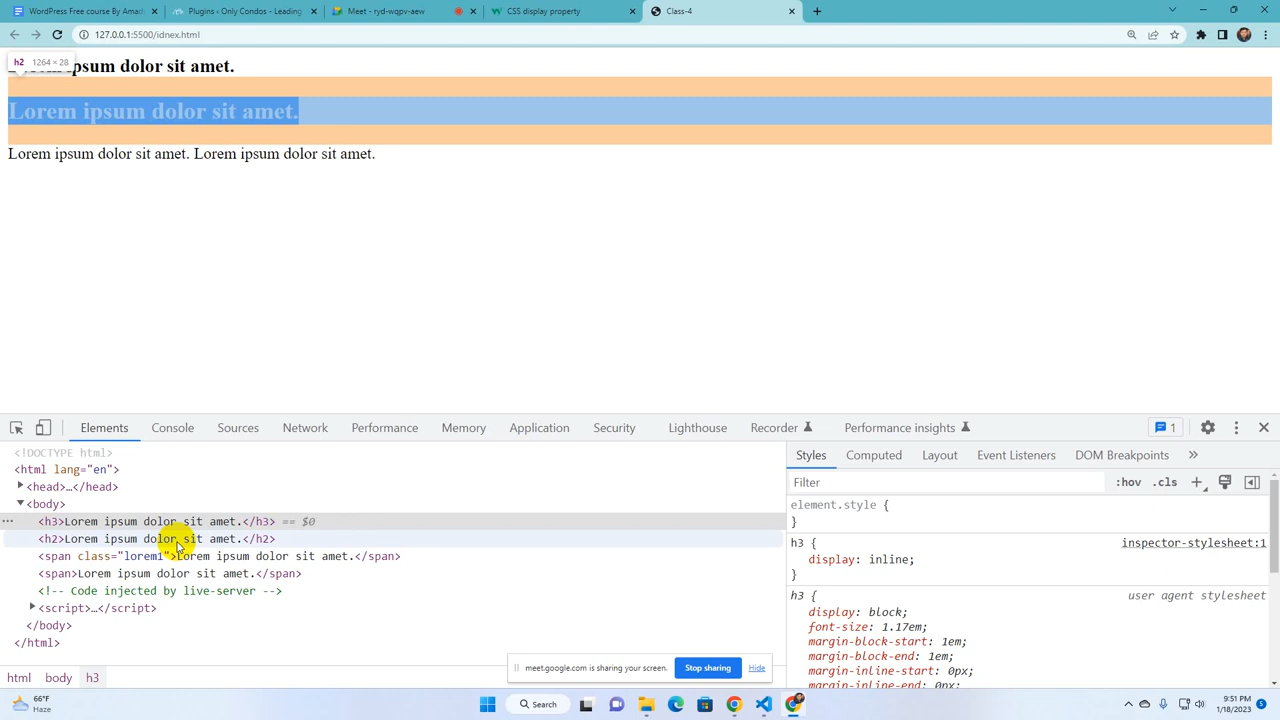 WordPress Free course By Amad
Plugins ‹ Only Condos - Leading
Meet - ryd-wqpv-aew
CSS display property
Class-4
127.0.0.1:5500/idnex.html
h2 1264 × 28
ipsum dolor sit amet.
Lorem ipsum dolor sit amet.
Lorem ipsum dolor sit amet. Lorem ipsum dolor sit amet.
Elements Console Sources Network Performance Memory Application Security Lighthouse Recorder Performance insights 1
<!DOCTYPE html>
<html lang="en">
<head>…</head>
<body>
<h3>Lorem ipsum dolor sit amet.</h3> == $0
<h2>Lorem ipsum dolor sit amet.</h2>
<span class="lorem1">Lorem ipsum dolor sit amet.</span>
<span>Lorem ipsum dolor sit amet.</span>
<!-- Code injected by live-server -->
<script>…</script>
</body>
</html>
html body h3
Styles Computed Layout Event Listeners DOM Breakpoints
Filter :hov .cls
element.style {
}
h3 { inspector-stylesheet:1
display: inline;
}
h3 { user agent stylesheet
display: block;
font-size: 1.17em;
margin-block-start: 1em;
margin-block-end: 1em;
margin-inline-start: 0px;
margin-inline-end: 0px;
meet.google.com is sharing your screen. Stop sharing Hide
66°F
Haze
Search
9:51 PM
1/18/2023
5